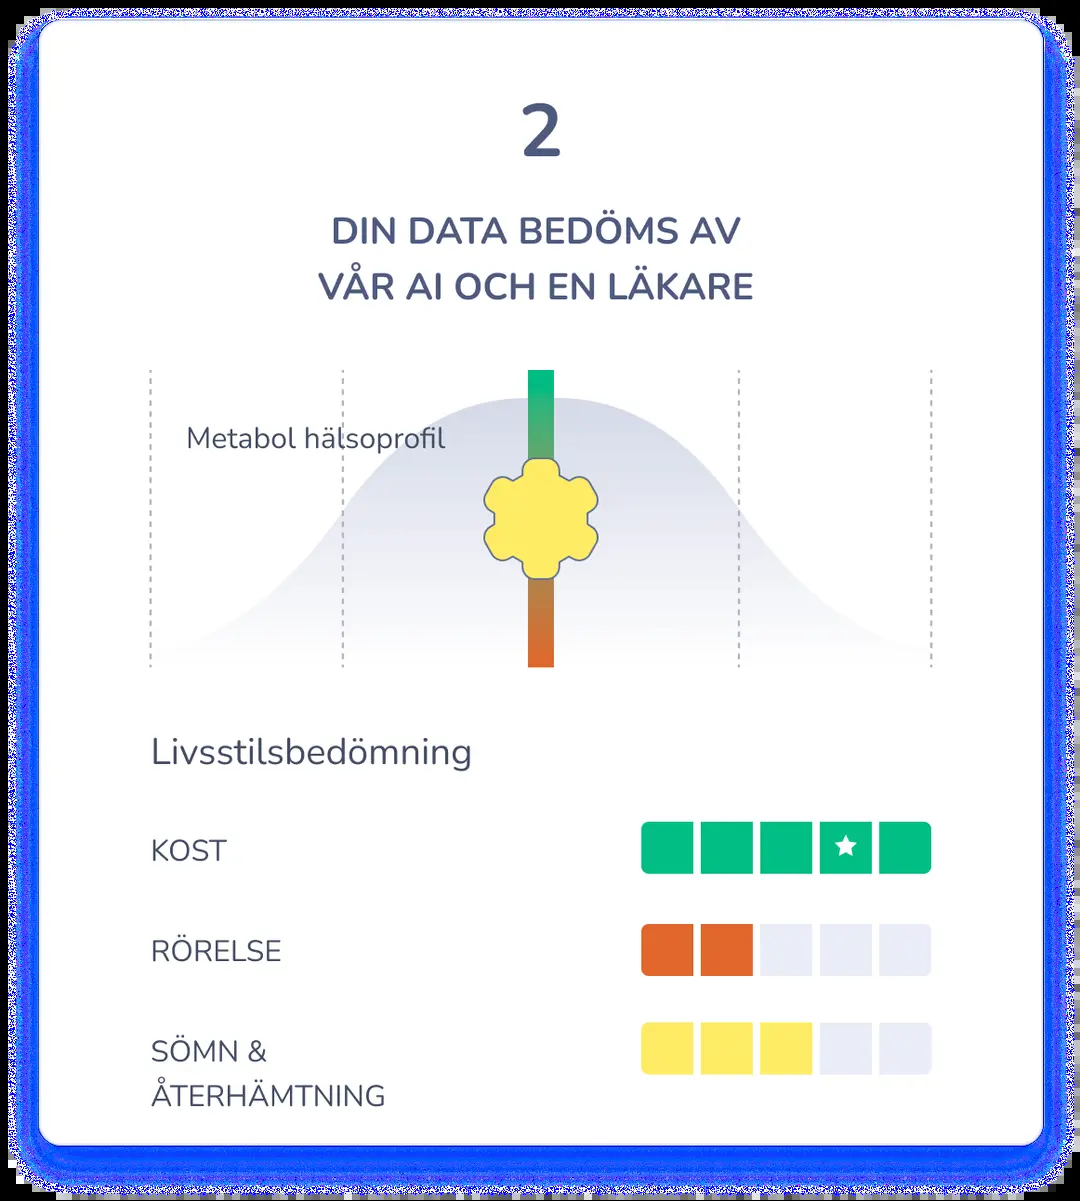 2
DIN DATA BEDÖMS AV
VÅR AI OCH EN LÄKARE
Metabol hälsoprofil
Livsstilsbedömning
KOST
RÖRELSE
SÖMN &
ÅTERHÄMTNING